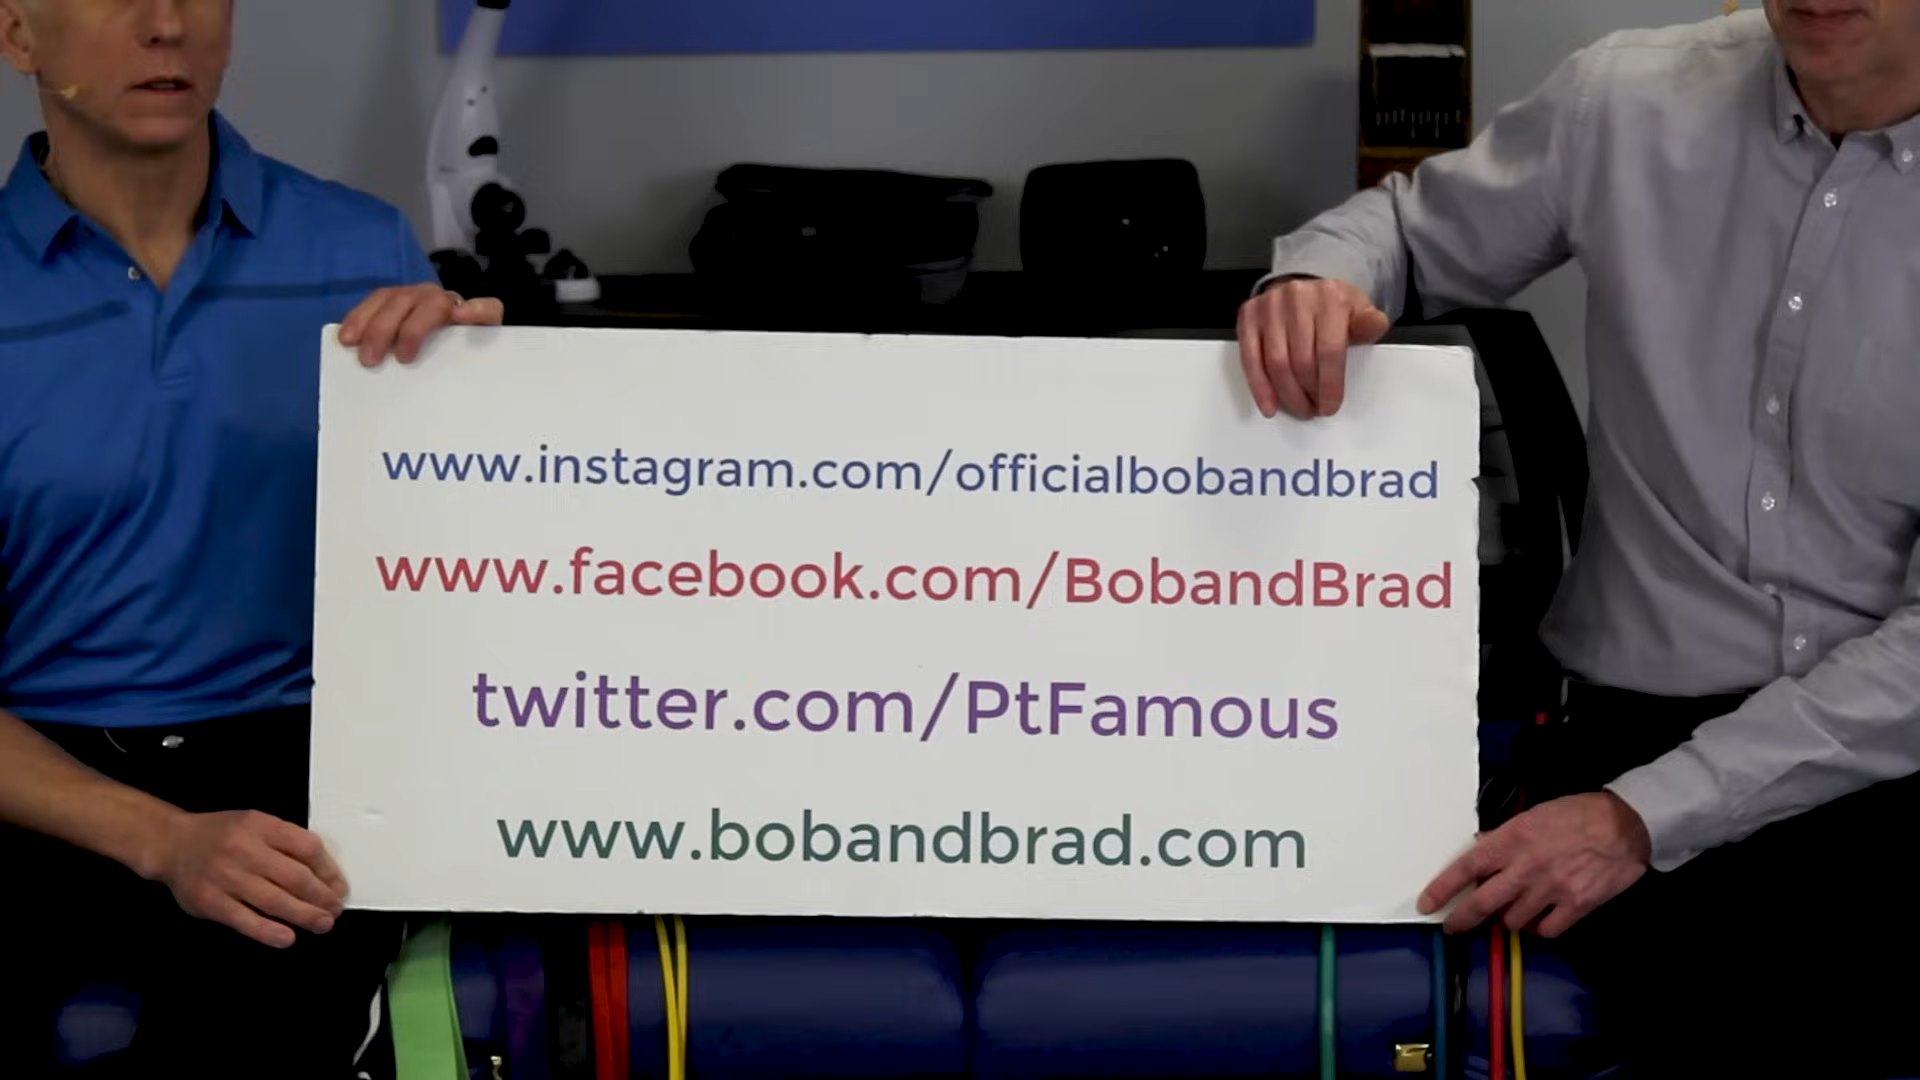 www.instagram.com/officialbobandbrad
www.facebook.com/BobandBrad
twitter.com/PtFamous
www.bobandbrad.com